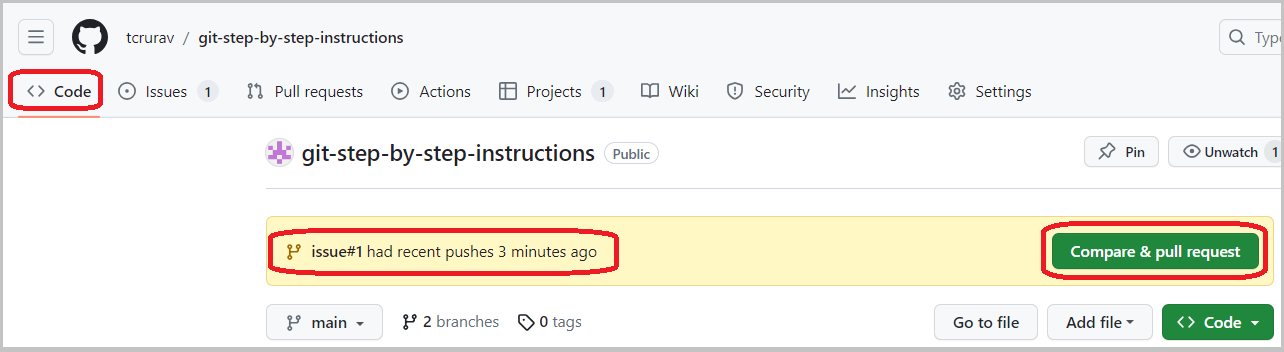 tcrurav / git-step-by-step-instructions
Type
Code Issues 1 Pull requests Actions Projects 1 Wiki Security Insights Settings
git-step-by-step-instructions Public Pin Unwatch 1
issue#1 had recent pushes 3 minutes ago Compare & pull request
main 2 branches 0 tags Go to file Add file Code